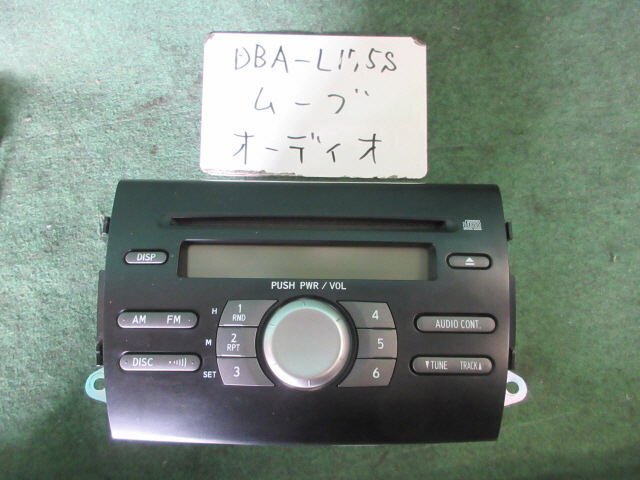 DBA-L175S
ムーブ
オーディオ
DISP
PUSH PWR / VOL
AM FM
H
1
RND
4
AUDIO CONT.
M
2
RPT
5
DISC
SET
3
6
▼TUNE TRACK▲